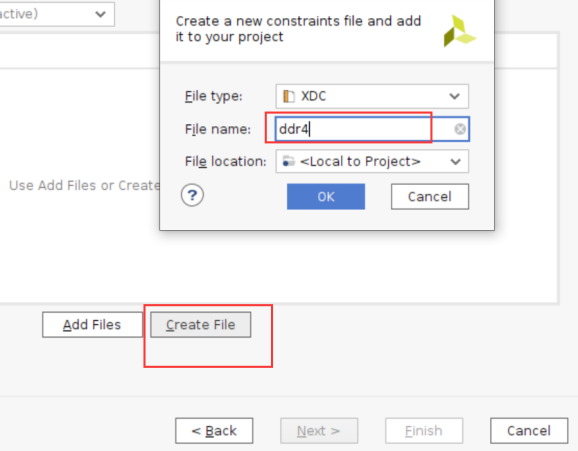 active)
Create a new constraints file and add
it to your project
File type: XDC
File name: ddr4
File location: <Local to Project>
Use Add Files or Create
? OK Cancel
Add Files Create File
< Back Next > Finish Cancel